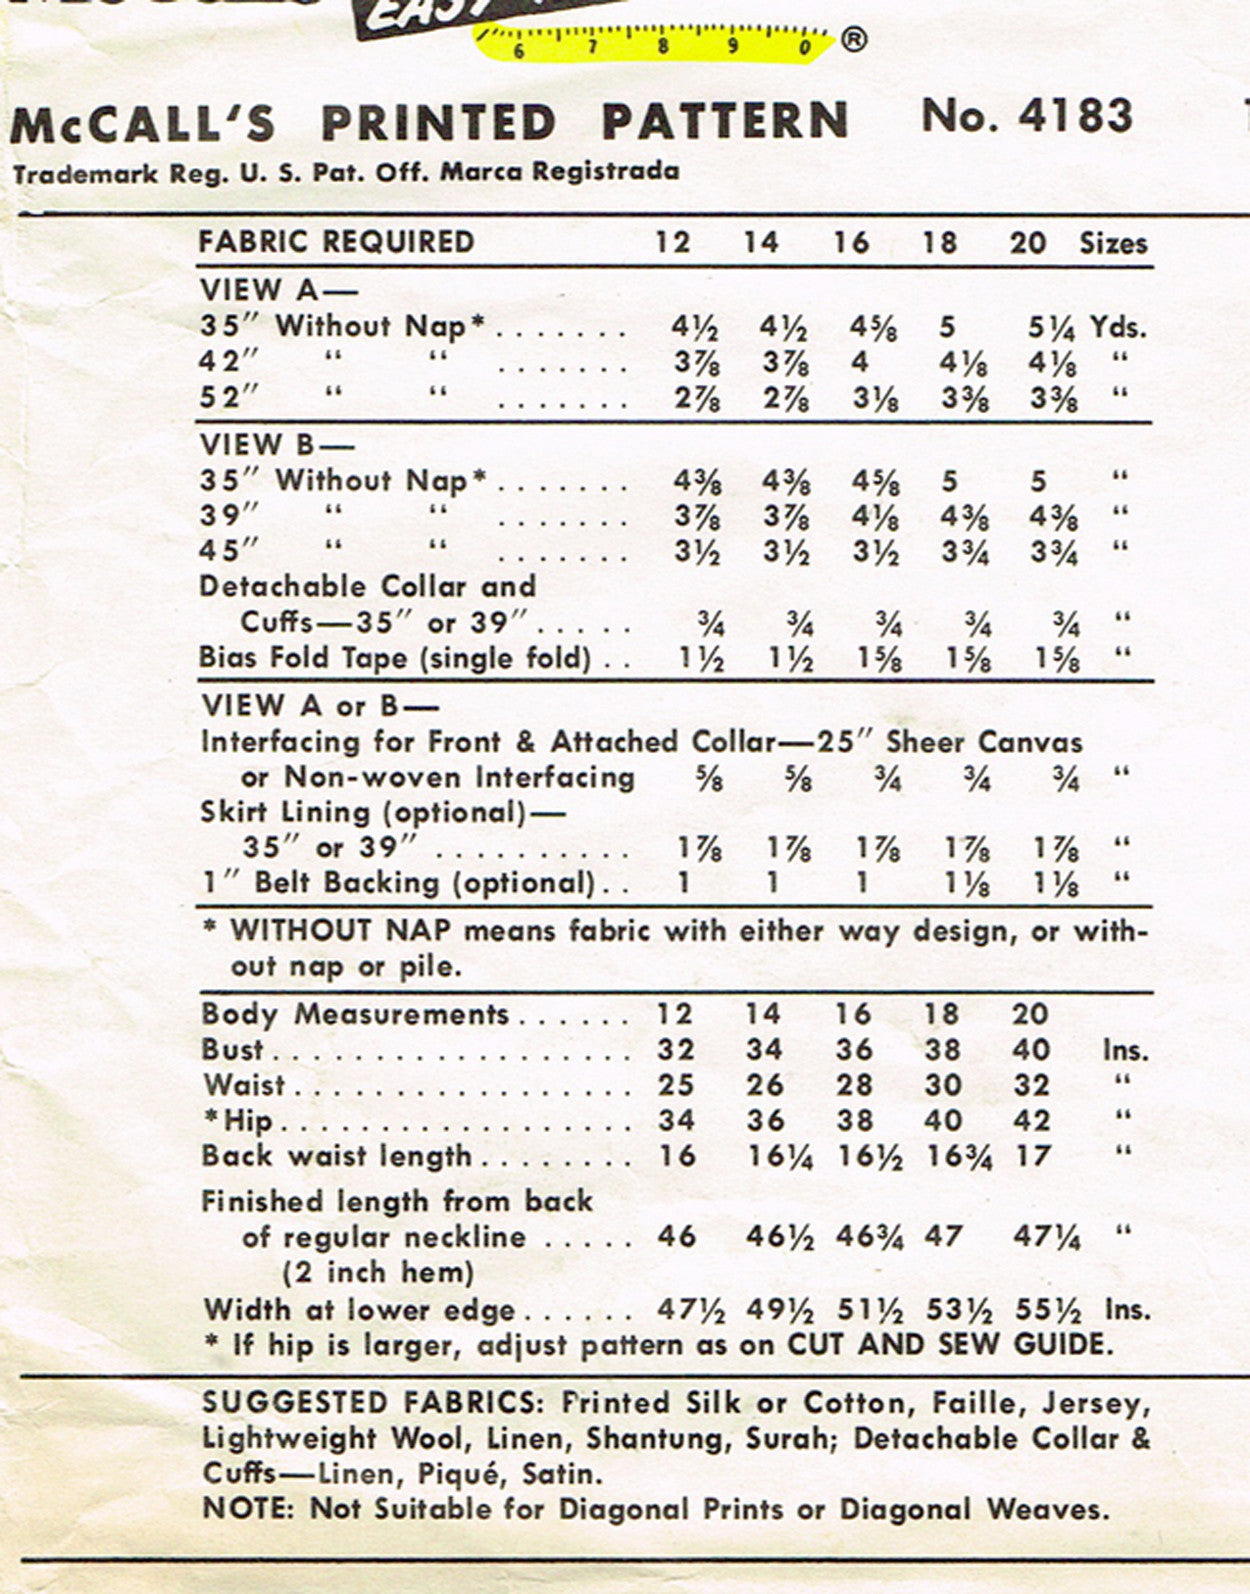 EASY
6 7 8 9 0 ®
McCALL'S PRINTED PATTERN No. 4183
Trademark Reg. U. S. Pat. Off. Marca Registrada
FABRIC REQUIRED 12 14 16 18 20 Sizes
VIEW A—
35″ Without Nap* . . . . . . . 4½ 4½ 4⅝ 5 5¼ Yds.
42″ “ “ . . . . . . . 3⅞ 3⅞ 4 4⅛ 4⅛ “
52″ “ “ . . . . . . . 2⅞ 2⅞ 3⅛ 3⅜ 3⅜ “
VIEW B—
35″ Without Nap* . . . . . . . 4⅜ 4⅜ 4⅝ 5 5 “
39″ “ “ . . . . . . . 3⅞ 3⅞ 4⅛ 4⅜ 4⅜ “
45″ “ “ . . . . . . . 3½ 3½ 3½ 3¾ 3¾ “
Detachable Collar and
Cuffs—35″ or 39″ . . . . . ¾ ¾ ¾ ¾ ¾ “
Bias Fold Tape (single fold) . . 1½ 1½ 1⅝ 1⅝ 1⅝ “
VIEW A or B—
Interfacing for Front & Attached Collar—25″ Sheer Canvas
or Non-woven Interfacing ⅝ ⅝ ¾ ¾ ¾ “
Skirt Lining (optional)—
35″ or 39″ . . . . . . . . . . 1⅞ 1⅞ 1⅞ 1⅞ 1⅞ “
1″ Belt Backing (optional) . . 1 1 1 1⅛ 1⅛ “
* WITHOUT NAP means fabric with either way design, or with-
out nap or pile.
Body Measurements . . . . . . 12 14 16 18 20
Bust . . . . . . . . . . . . . . . . . . 32 34 36 38 40 Ins.
Waist . . . . . . . . . . . . . . . . . 25 26 28 30 32 “
*Hip . . . . . . . . . . . . . . . . . . 34 36 38 40 42 “
Back waist length . . . . . . . . 16 16¼ 16½ 16¾ 17 “
Finished length from back
of regular neckline . . . . . 46 46½ 46¾ 47 47¼ “
(2 inch hem)
Width at lower edge . . . . . . 47½ 49½ 51½ 53½ 55½ Ins.
* If hip is larger, adjust pattern as on CUT AND SEW GUIDE.
SUGGESTED FABRICS: Printed Silk or Cotton, Faille, Jersey,
Lightweight Wool, Linen, Shantung, Surah; Detachable Collar &
Cuffs—Linen, Piqué, Satin.
NOTE: Not Suitable for Diagonal Prints or Diagonal Weaves.